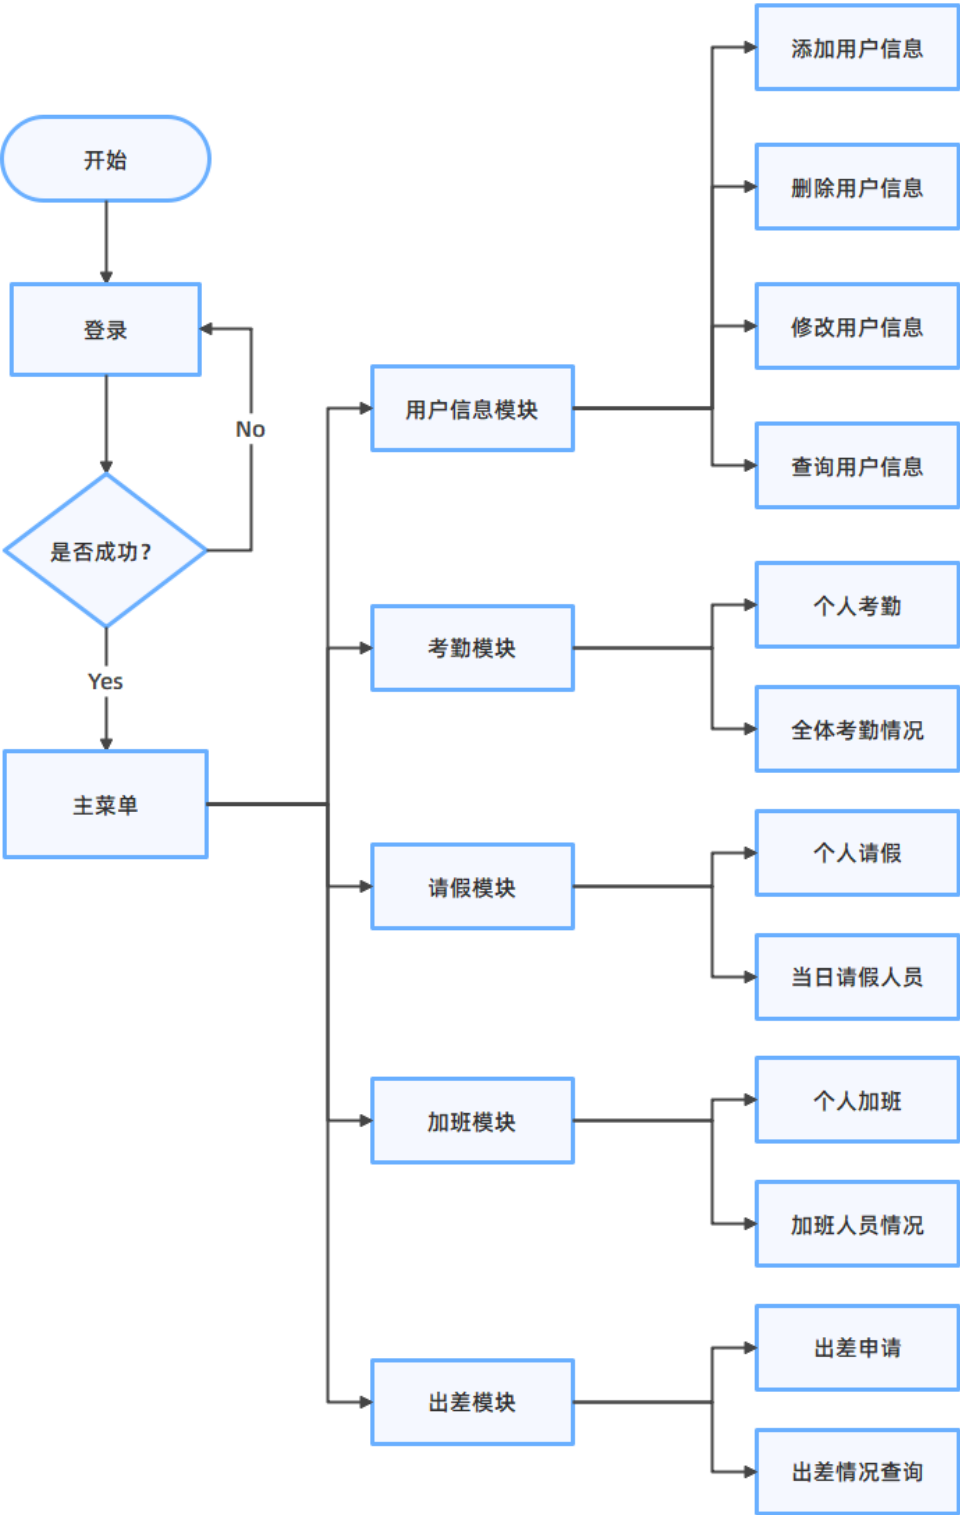 开始
登录
No
是否成功?
Yes
主菜单
用户信息模块
添加用户信息
删除用户信息
修改用户信息
查询用户信息
考勤模块
个人考勤
全体考勤情况
请假模块
个人请假
当日请假人员
加班模块
个人加班
加班人员情况
出差模块
出差申请
出差情况查询